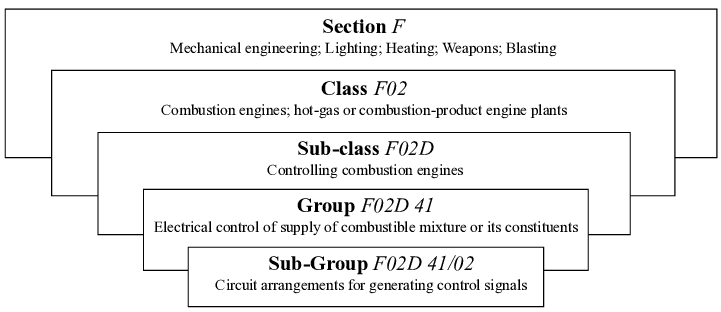 Section F
Mechanical engineering; Lighting; Heating; Weapons; Blasting
Class F02
Combustion engines; hot-gas or combustion-product engine plants
Sub-class F02D
Controlling combustion engines
Group F02D 41
Electrical control of supply of combustible mixture or its constituents
Sub-Group F02D 41/02
Circuit arrangements for generating control signals